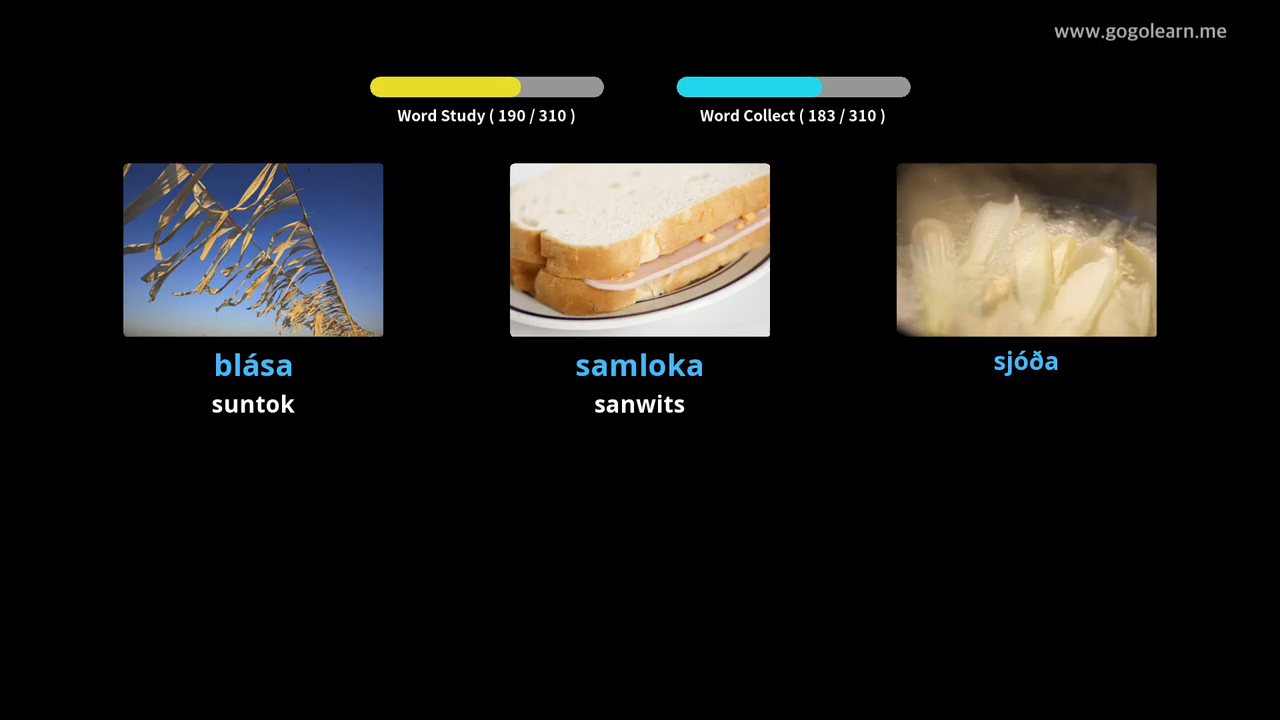 www.gogolearn.me
Word Study ( 190 / 310 )
Word Collect ( 183 / 310 )
blása
samloka
sjóða
suntok
sanwits